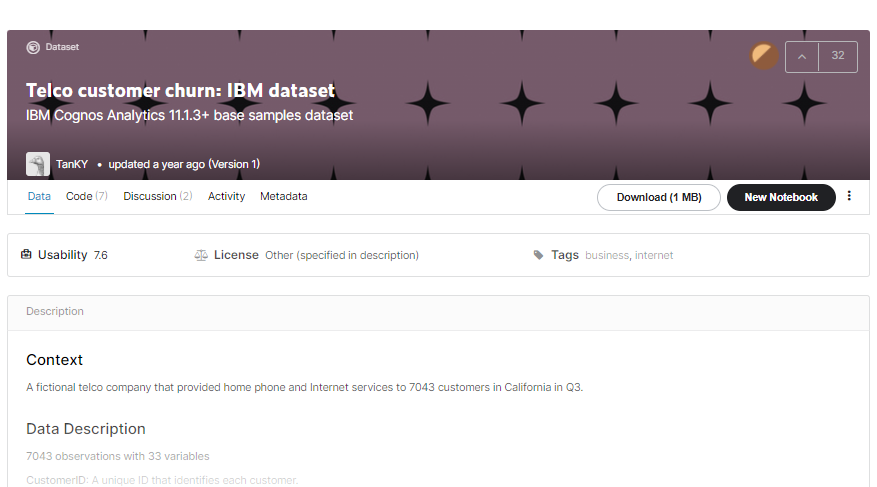 Dataset
32
Telco customer churn: IBM dataset
IBM Cognos Analytics 11.1.3+ base samples dataset
TanKY • updated a year ago (Version 1)
Data Code (7) Discussion (2) Activity Metadata Download (1 MB) New Notebook
Usability 7.6 License Other (specified in description) Tags business, internet
Description
Context
A fictional telco company that provided home phone and Internet services to 7043 customers in California in Q3.
Data Description
7043 observations with 33 variables
CustomerID: A unique ID that identifies each customer.